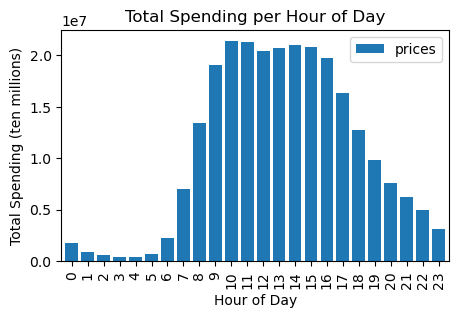 Total Spending per Hour of Day
1e7
prices
2.0
1.5
1.0
0.5
0.0
Total Spending (ten millions)
0 1 2 3 4 5 6 7 8 9 10 11 12 13 14 15 16 17 18 19 20 21 22 23
Hour of Day